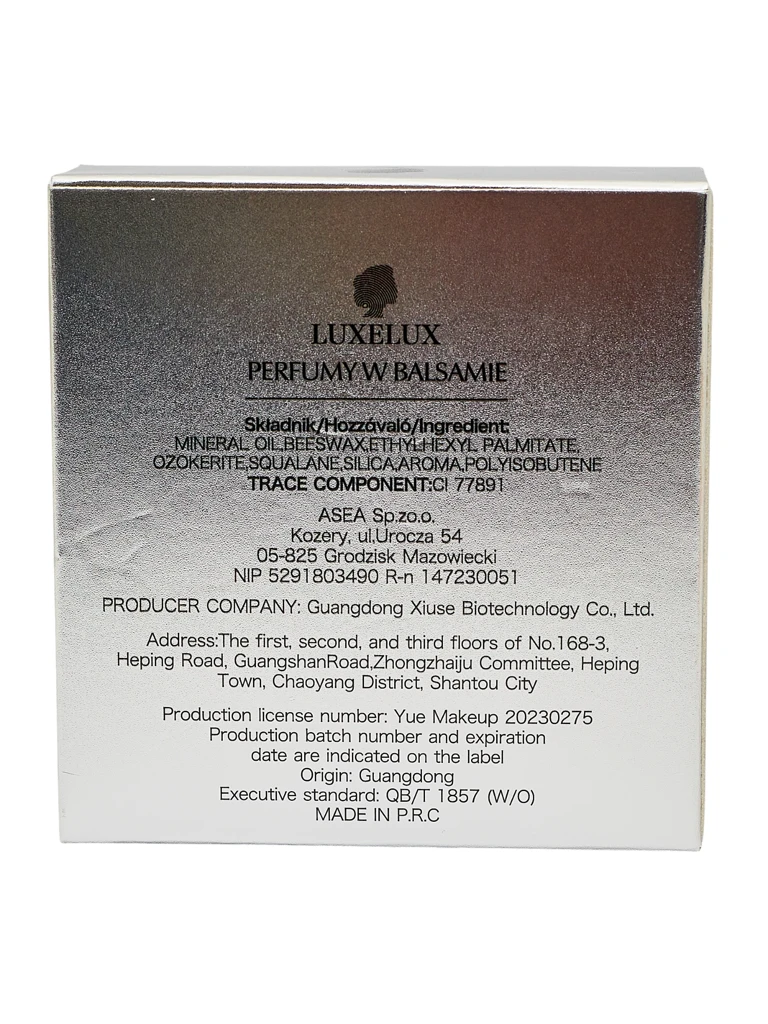 LUXELUX
PERFUMY W BALSAMIE
Składnik/Hozzávaló/Ingredient:
MINERAL OIL,BEESWAX,ETHYLHEXYL PALMITATE,
OZOKERITE,SQUALANE,SILICA,AROMA,POLYISOBUTENE
TRACE COMPONENT:CI 77891
ASEA Sp.zo.o.
Kozery, ul,Urocza 54
05-825 Grodzisk Mazowiecki
NIP 5291803490 R-n 147230051
PRODUCER COMPANY: Guangdong Xiuse Biotechnology Co., Ltd.
Address:The first, second, and third floors of No.168-3,
Heping Road, GuangshanRoad,Zhongzhaiju Committee, Heping
Town, Chaoyang District, Shantou City
Production license number: Yue Makeup 20230275
Production batch number and expiration
date are indicated on the label
Origin: Guangdong
Executive standard: QB/T 1857 (W/O)
MADE IN P.R.C